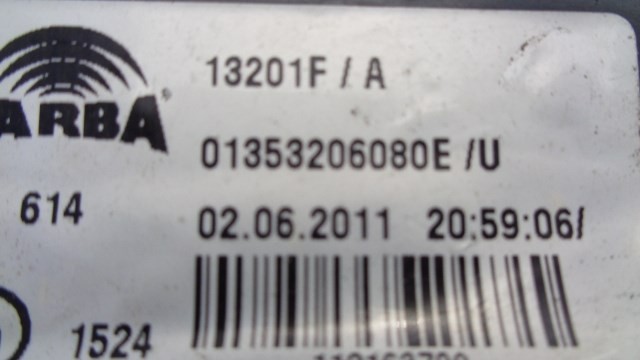 13201F / A
ARBA
01353206080E /U
614
02.06.2011 20:59:06/
1524